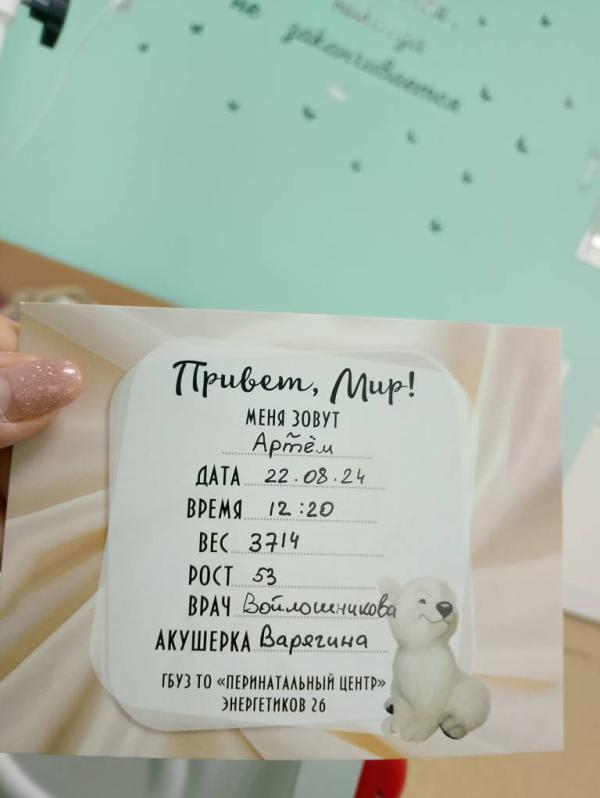 никогда
не заканчивается
Привет, Мир!
МЕНЯ ЗОВУТ
Артём
ДАТА 22.08.24
ВРЕМЯ 12:20
ВЕС 3714
РОСТ 53
ВРАЧ Войлошникова
АКУШЕРКА Варягина
ГБУЗ ТО «ПЕРИНАТАЛЬНЫЙ ЦЕНТР»
ЭНЕРГЕТИКОВ 26